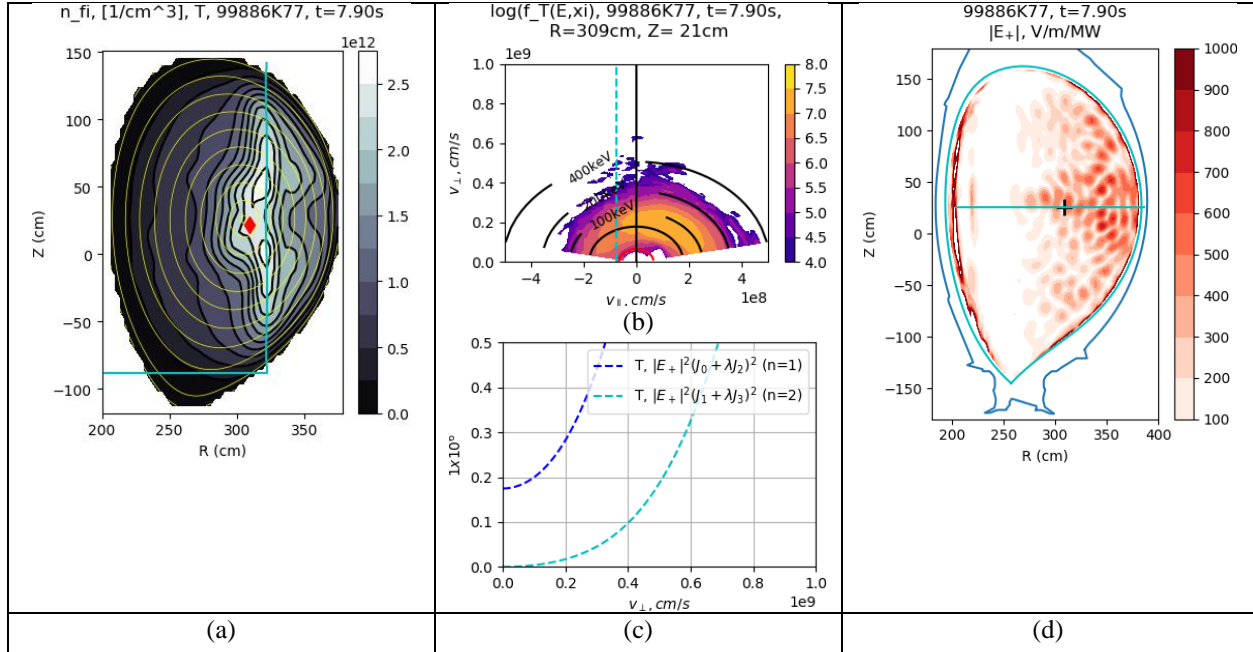 n_fi, [1/cm^3], T, 99886K77, t=7.90s
1e12
150
100
50
0
−50
−100
Z (cm)
200
250
300
350
R (cm)
2.5
2.0
1.5
1.0
0.5
0.0
(a)
log(f_T(E,xi), 99886K77, t=7.90s,
R=309cm, Z= 21cm
1e9
1.0
0.8
0.6
0.4
0.2
0.0
v⊥, cm/s
400keV
100keV
−4
−2
0
2
4
1e8
v∥, cm/s
8.0
7.5
7.0
6.5
6.0
5.5
5.0
4.5
4.0
(b)
0.5
0.4
0.3
0.2
0.1
0.0
1x10⁰
T, |E₊|²(J₀ + λJ₂)² (n=1)
T, |E₊|²(J₁ + λJ₃)² (n=2)
0.0
0.2
0.4
0.6
0.8
1.0
1e9
v⊥, cm/s
(c)
99886K77, t=7.90s
|E₊|, V/m/MW
150
100
50
0
−50
−100
−150
Z (cm)
200
250
300
350
400
R (cm)
1000
900
800
700
600
500
400
300
200
100
(d)